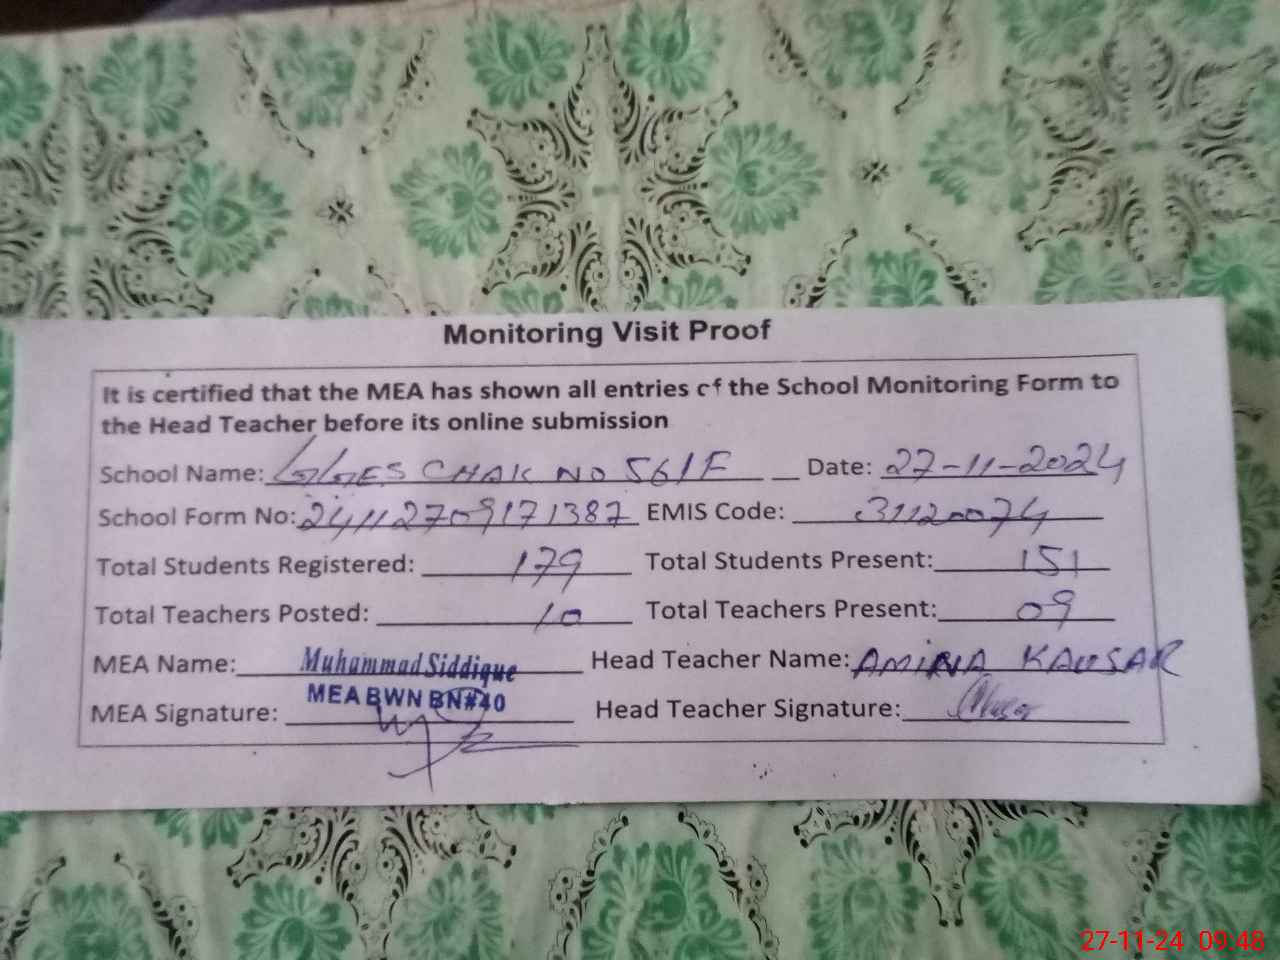 Monitoring Visit Proof
It is certified that the MEA has shown all entries of the School Monitoring Form to
the Head Teacher before its online submission
School Name: GGES CHAK NO 56/F Date: 27-11-2024
School Form No: 24112709171387 EMIS Code: 31120074
Total Students Registered: 179 Total Students Present: 151
Total Teachers Posted: 10 Total Teachers Present: 09
MEA Name: Muhammad Siddique Head Teacher Name: AMINA KAUSAR
MEA BWN BN#40
MEA Signature: Head Teacher Signature:
27-11-24 09:48